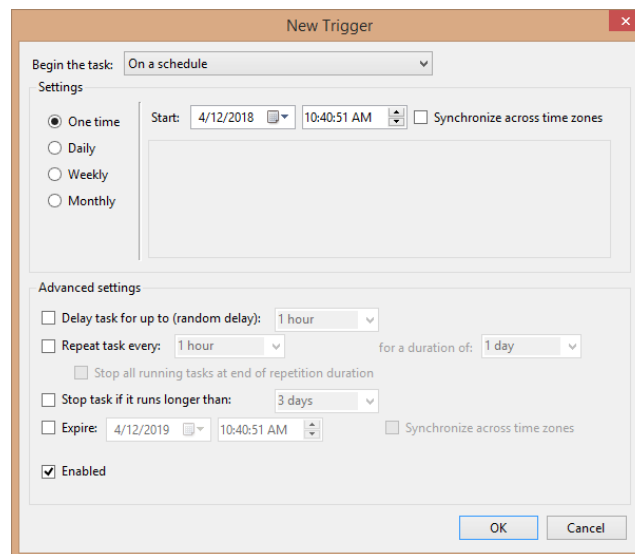 New Trigger
Begin the task: On a schedule
Settings
One time
Start: 4/12/2018 10:40:51 AM Synchronize across time zones
Daily
Weekly
Monthly
Advanced settings
Delay task for up to (random delay): 1 hour
Repeat task every: 1 hour for a duration of: 1 day
Stop all running tasks at end of repetition duration
Stop task if it runs longer than: 3 days
Expire: 4/12/2019 10:40:51 AM Synchronize across time zones
Enabled
OK Cancel